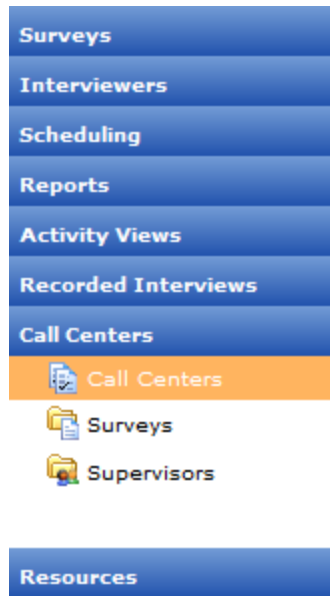 Surveys
Interviewers
Scheduling
Reports
Activity Views
Recorded Interviews
Call Centers
Call Centers
Surveys
Supervisors
Resources